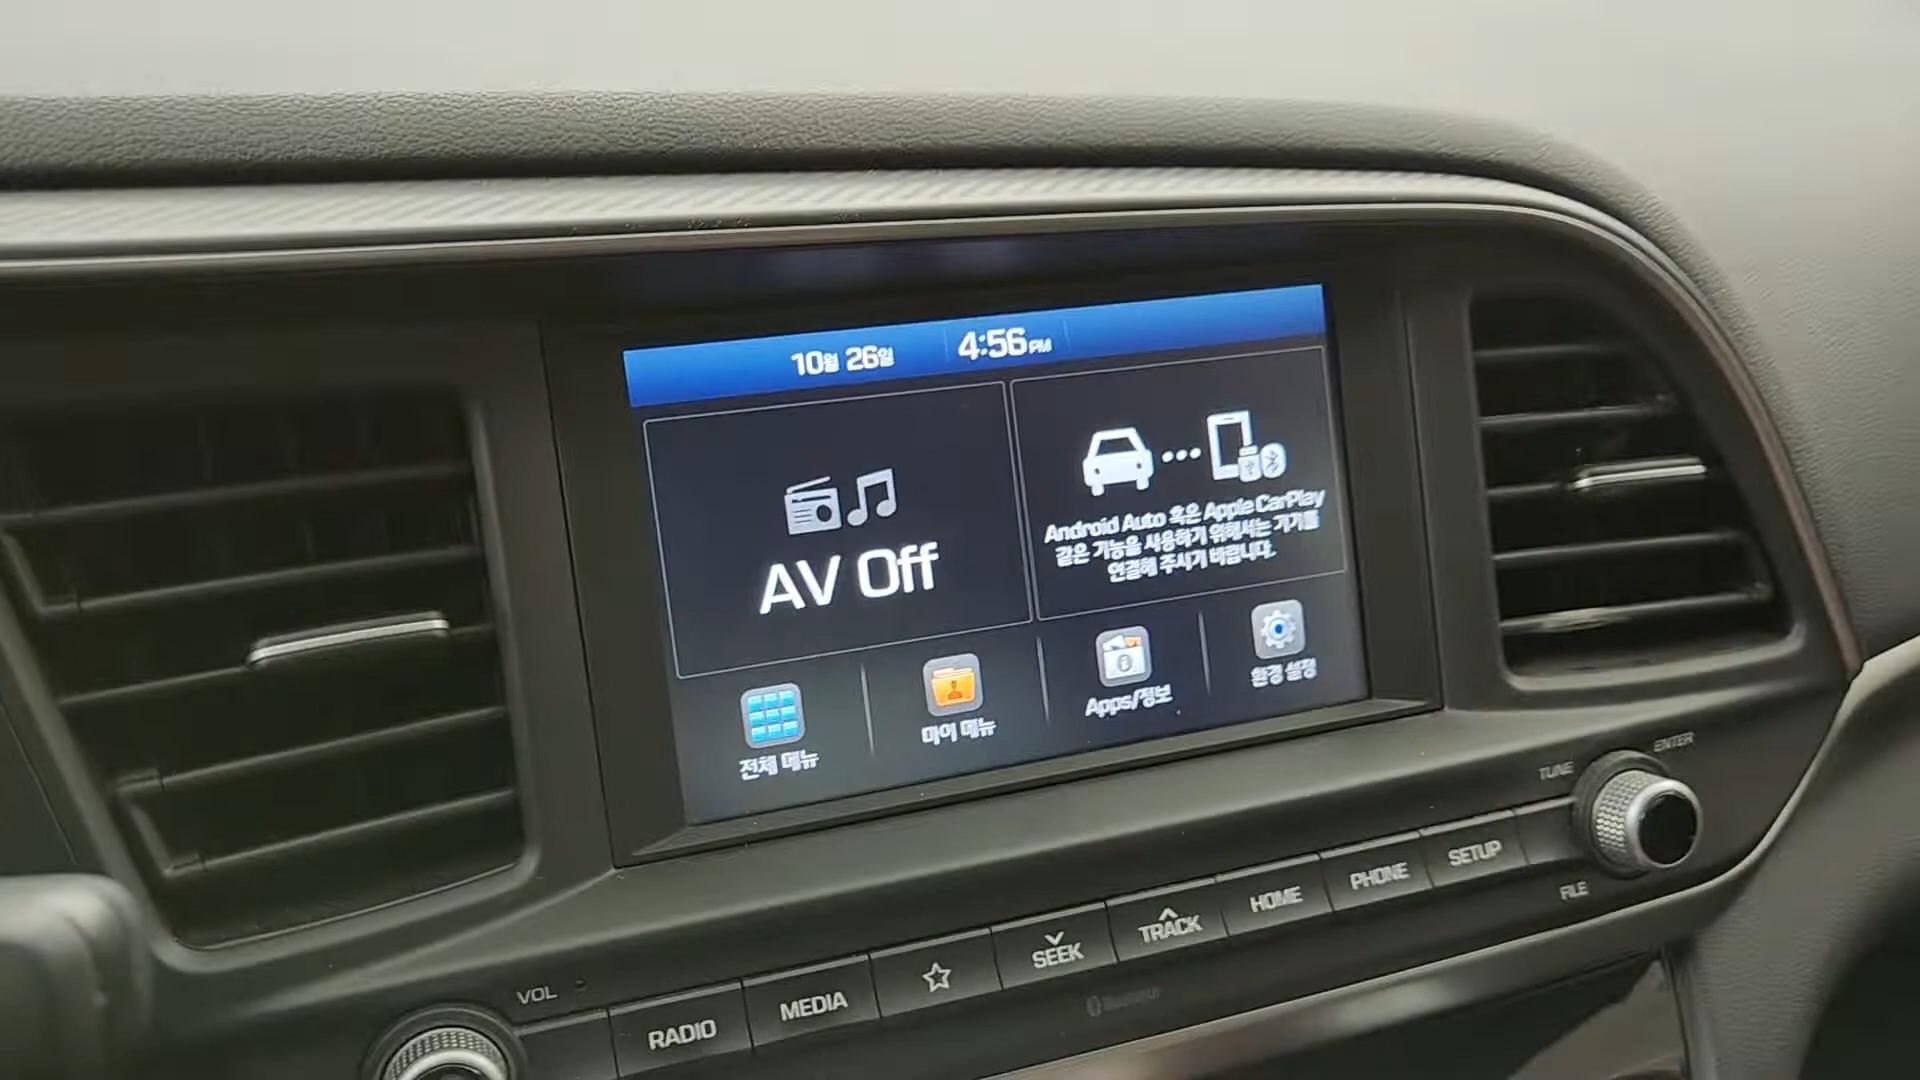 10월 26일
4:56 PM
AV Off
Android Auto 혹은 Apple CarPlay
같은 기능을 사용하기 위해서는 기기를
연결해 주시기 바랍니다.
전체 메뉴
마이 메뉴
Apps/정보
환경 설정
VOL
RADIO
MEDIA
SEEK
TRACK
HOME
PHONE
SETUP
TUNE
ENTER
FILE